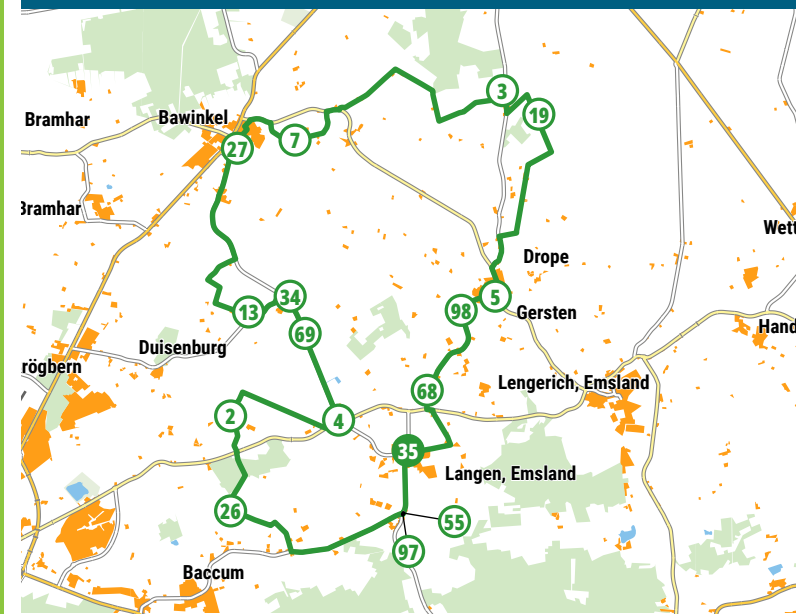 3
19
Bramhar
Bawinkel
7
27
Bramhar
Wett
Drope
34
5
13
98
Gersten
69
Hand
Duisenburg
rögbern
Lengerich, Emsland
68
2
4
35
Langen, Emsland
26
55
97
Baccum